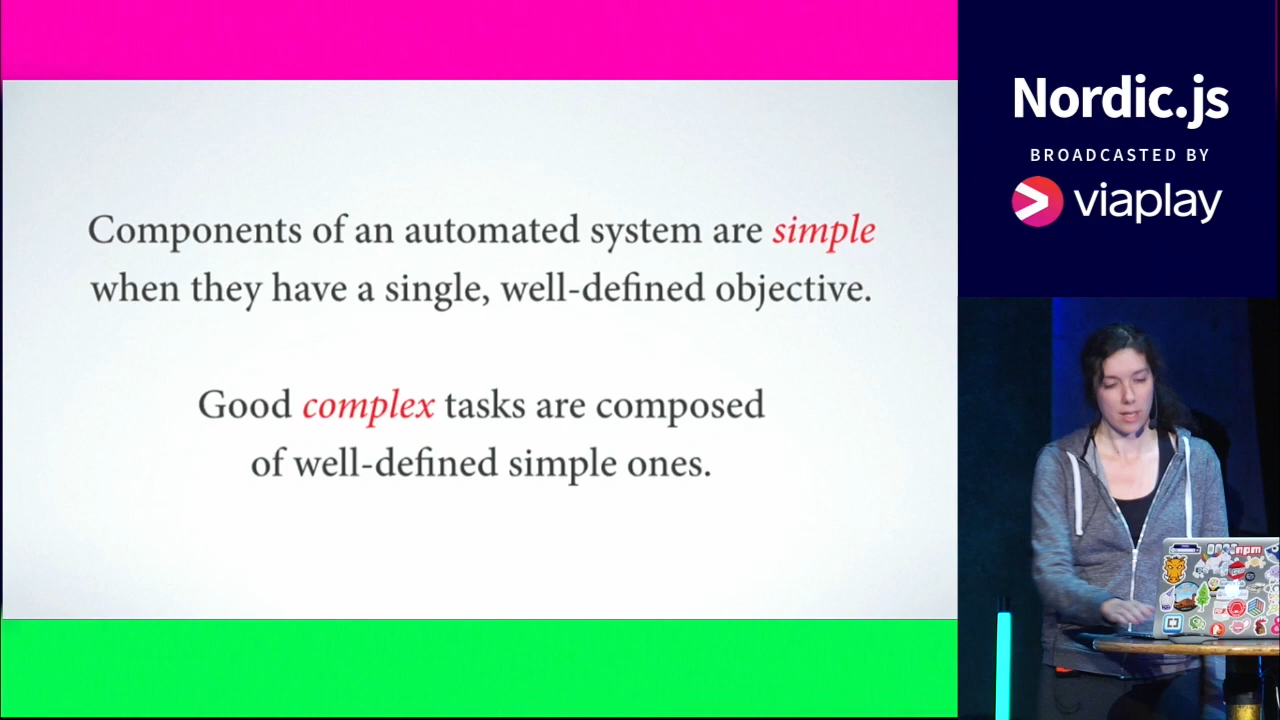 Components of an automated system are simple
when they have a single, well-defined objective.
Good complex tasks are composed
of well-defined simple ones.
Nordic.js
BROADCASTED BY
viaplay
npm